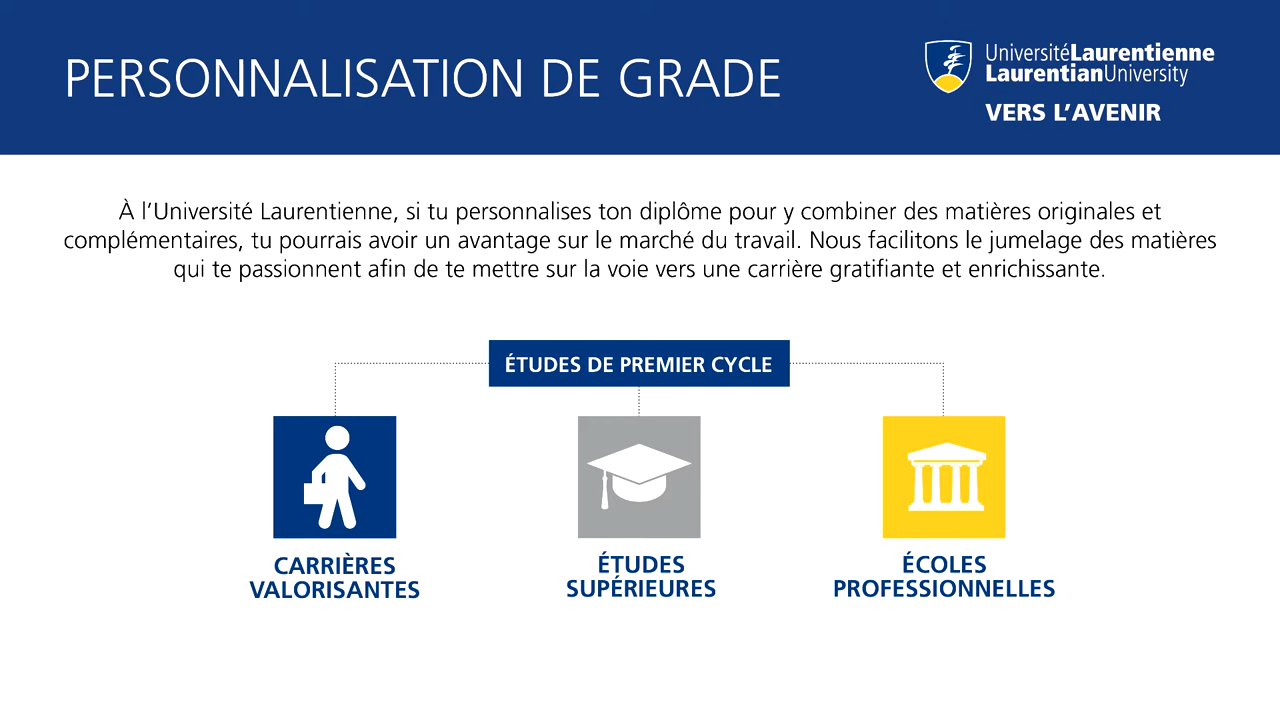 PERSONNALISATION DE GRADE
UniversitéLaurentienne
LaurentianUniversity
VERS L’AVENIR
À l’Université Laurentienne, si tu personnalises ton diplôme pour y combiner des matières originales et
complémentaires, tu pourrais avoir un avantage sur le marché du travail. Nous facilitons le jumelage des matières
qui te passionnent afin de te mettre sur la voie vers une carrière gratifiante et enrichissante.
ÉTUDES DE PREMIER CYCLE
CARRIÈRES
VALORISANTES
ÉTUDES
SUPÉRIEURES
ÉCOLES
PROFESSIONNELLES